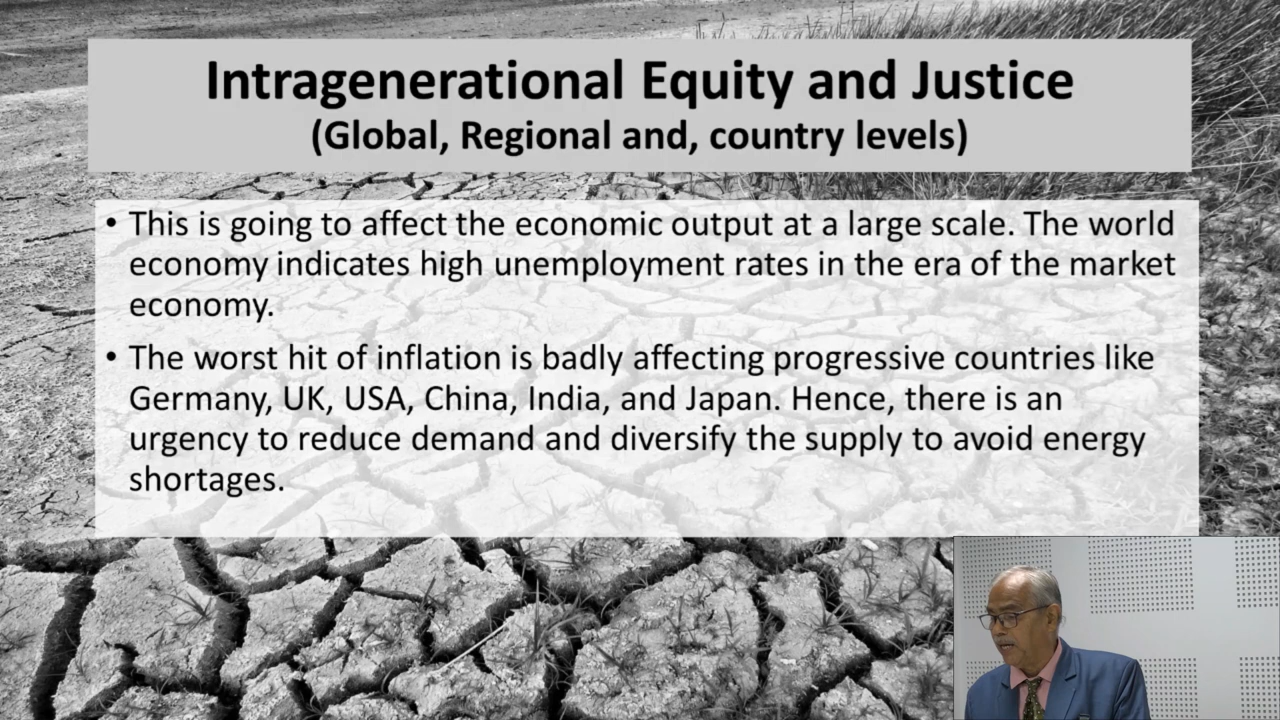 Intragenerational Equity and Justice
(Global, Regional and, country levels)
• This is going to affect the economic output at a large scale. The world
economy indicates high unemployment rates in the era of the market
economy.
• The worst hit of inflation is badly affecting progressive countries like
Germany, UK, USA, China, India, and Japan. Hence, there is an
urgency to reduce demand and diversify the supply to avoid energy
shortages.